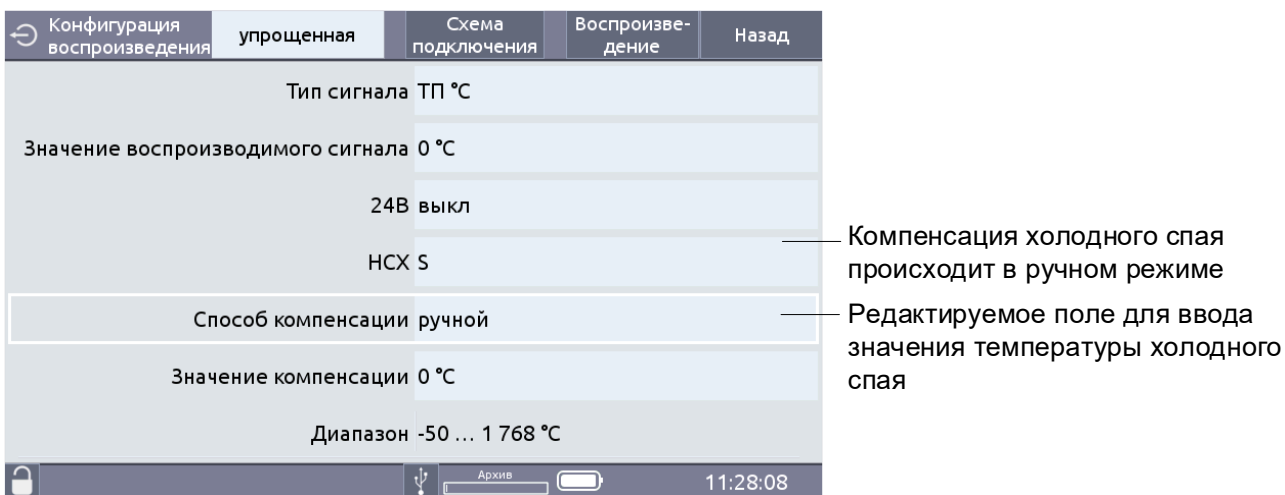 Конфигурация
воспроизведения
упрощенная
Схема
подключения
Воспроизве-
дение
Назад
Тип сигнала ТП °С
Значение воспроизводимого сигнала 0 °С
24В выкл
НСХ S
Способ компенсации ручной
Значение компенсации 0 °С
Диапазон -50 … 1 768 °С
Архив
11:28:08
Компенсация холодного спая
происходит в ручном режиме
Редактируемое поле для ввода
значения температуры холодного
спая